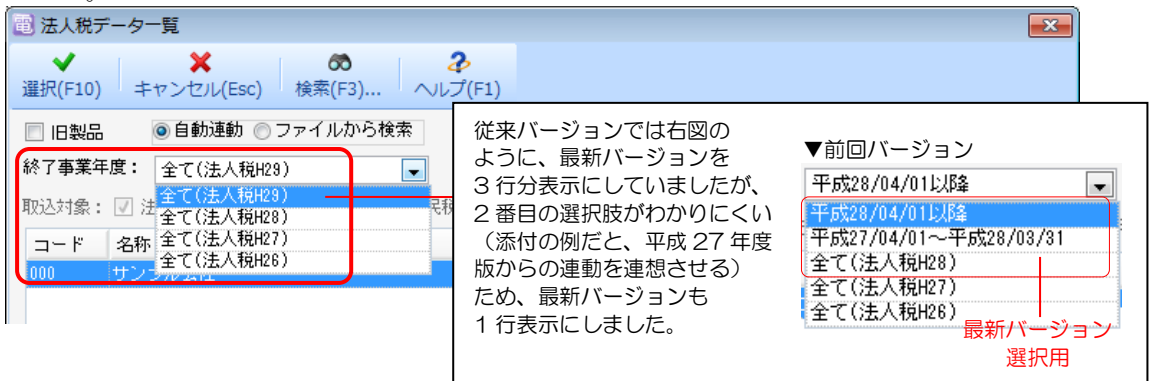 電 法人税データ一覧
選択(F10) キャンセル(Esc) 検索(F3)... ヘルプ(F1)
旧製品 自動連動 ファイルから検索
終了事業年度： 全て(法人税H29)
全て(法人税H29)
取込対象： 法
全て(法人税H28)
コード 名称 全て(法人税H27)
全て(法人税H26)
000 サンプル会社
従来バージョンでは右図の
ように、最新バージョンを
３行分表示にしていましたが、
２番目の選択肢がわかりにくい
（添付の例だと、平成 27 年度
版からの連動を連想させる）
ため、最新バージョンも
１行表示にしました。
▼前回バージョン
平成28/04/01以降
平成28/04/01以降
平成27/04/01～平成28/03/31
全て(法人税H28)
全て(法人税H27)
全て(法人税H26)
最新バージョン
選択用